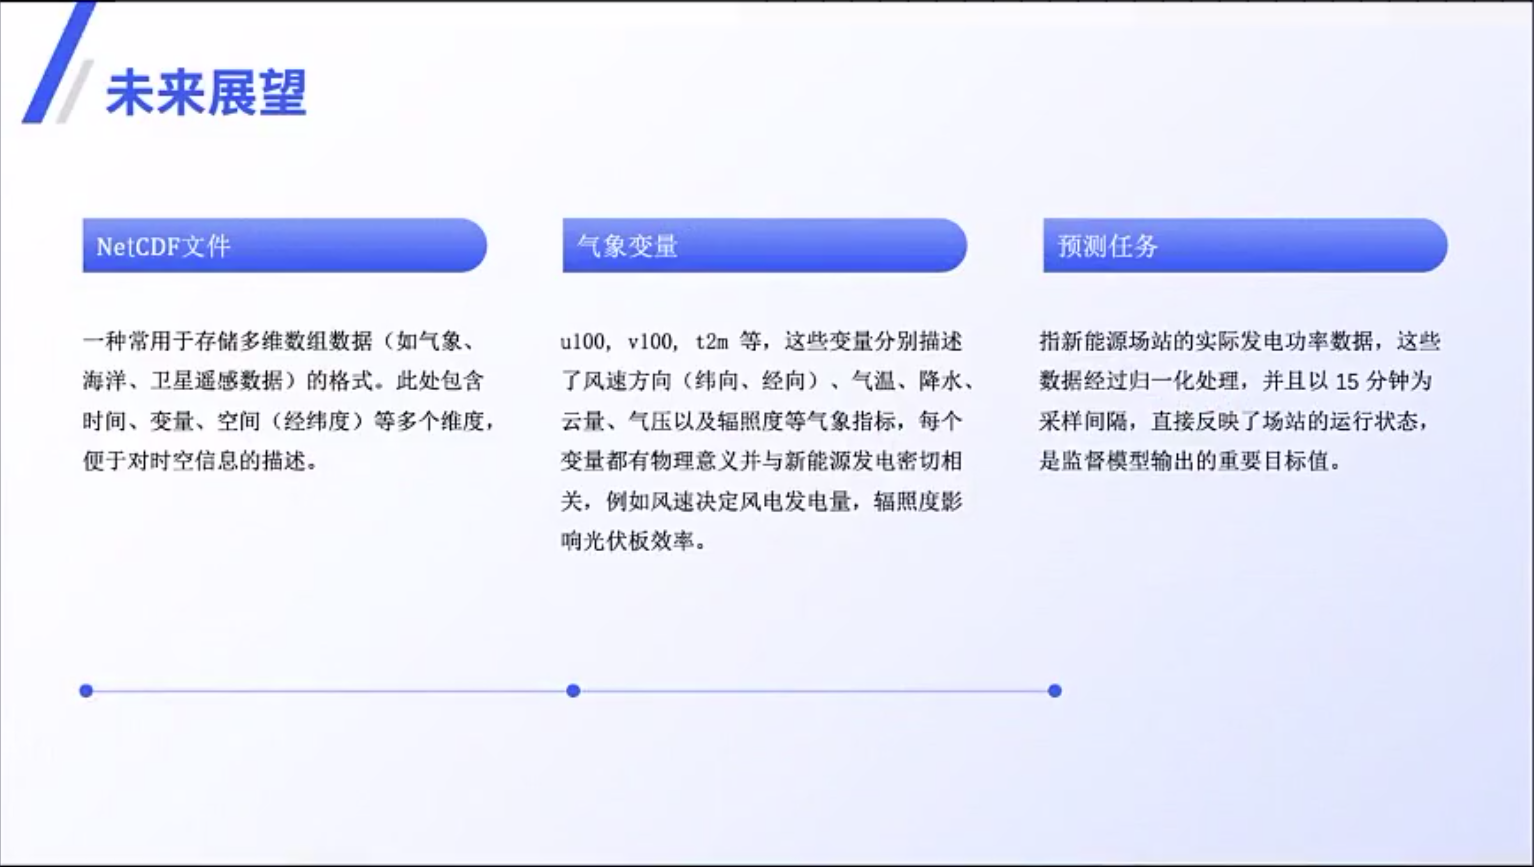 未来展望
NetCDF文件
一种常用于存储多维数组数据（如气象、
海洋、卫星遥感数据）的格式。此处包含
时间、变量、空间（经纬度）等多个维度，
便于对时空信息的描述。
气象变量
u100, v100, t2m 等，这些变量分别描述
了风速方向（纬向、经向）、气温、降水、
云量、气压以及辐照度等气象指标，每个
变量都有物理意义并与新能源发电密切相
关，例如风速决定风电发电量，辐照度影
响光伏板效率。
预测任务
指新能源场站的实际发电功率数据，这些
数据经过归一化处理，并且以 15 分钟为
采样间隔，直接反映了场站的运行状态，
是监督模型输出的重要目标值。